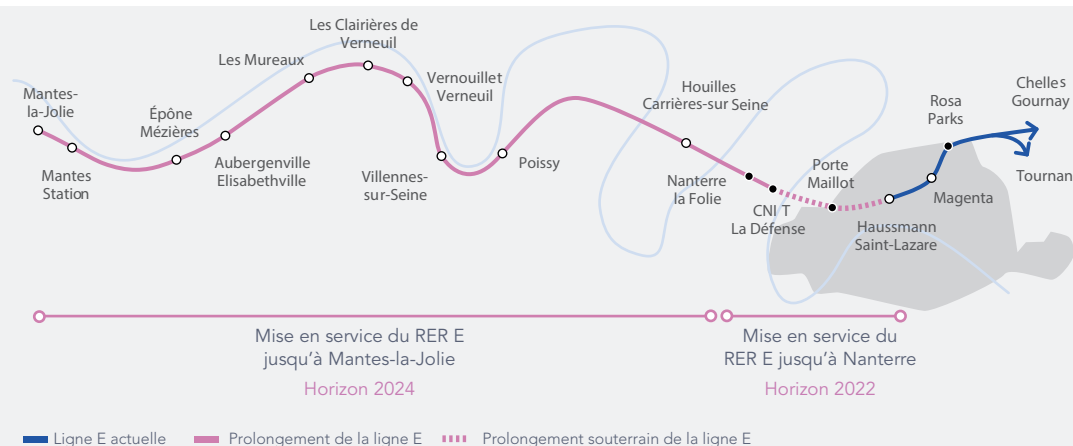 Mantes-
la-Jolie
Mantes
Station
Épône
Mézières
Aubergenville
Elisabethville
Les Mureaux
Les Clairières de
Verneuil
Vernouillet
Verneuil
Villennes-
sur-Seine
Poissy
Houilles
Carrières-sur Seine
Nanterre
la Folie
CNI T
La Défense
Porte
Maillot
Haussmann
Saint-Lazare
Magenta
Rosa
Parks
Chelles
Gournay
Tournan
Mise en service du RER E
jusqu'à Mantes-la-Jolie
Horizon 2024
Mise en service du
RER E jusqu'à Nanterre
Horizon 2022
Ligne E actuelle
Prolongement de la ligne E
Prolongement souterrain de la ligne E